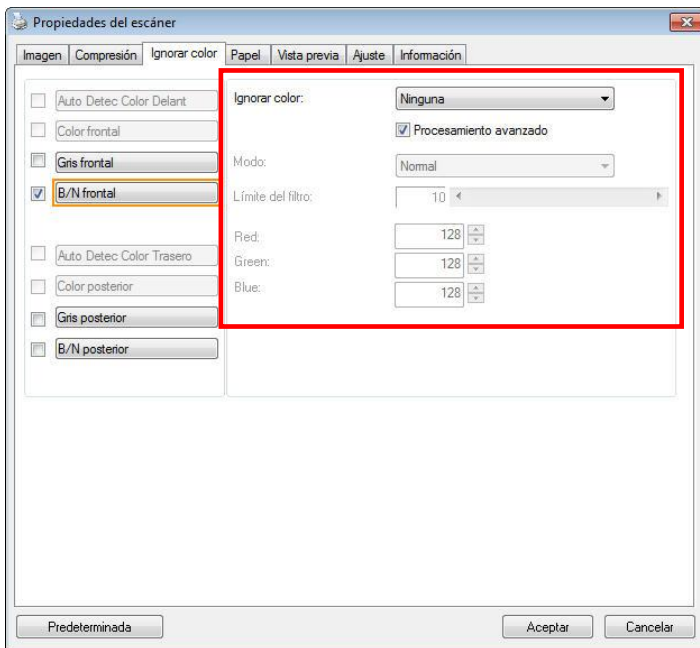 Propiedades del escáner
Imagen Compresión Ignorar color Papel Vista previa Ajuste Información
Auto Detec Color Delant
Color frontal
Gris frontal
B/N frontal
Auto Detec Color Trasero
Color posterior
Gris posterior
B/N posterior
Ignorar color: Ninguna
Procesamiento avanzado
Modo: Normal
Límite del filtro: 10
Red: 128
Green: 128
Blue: 128
Predeterminada Aceptar Cancelar